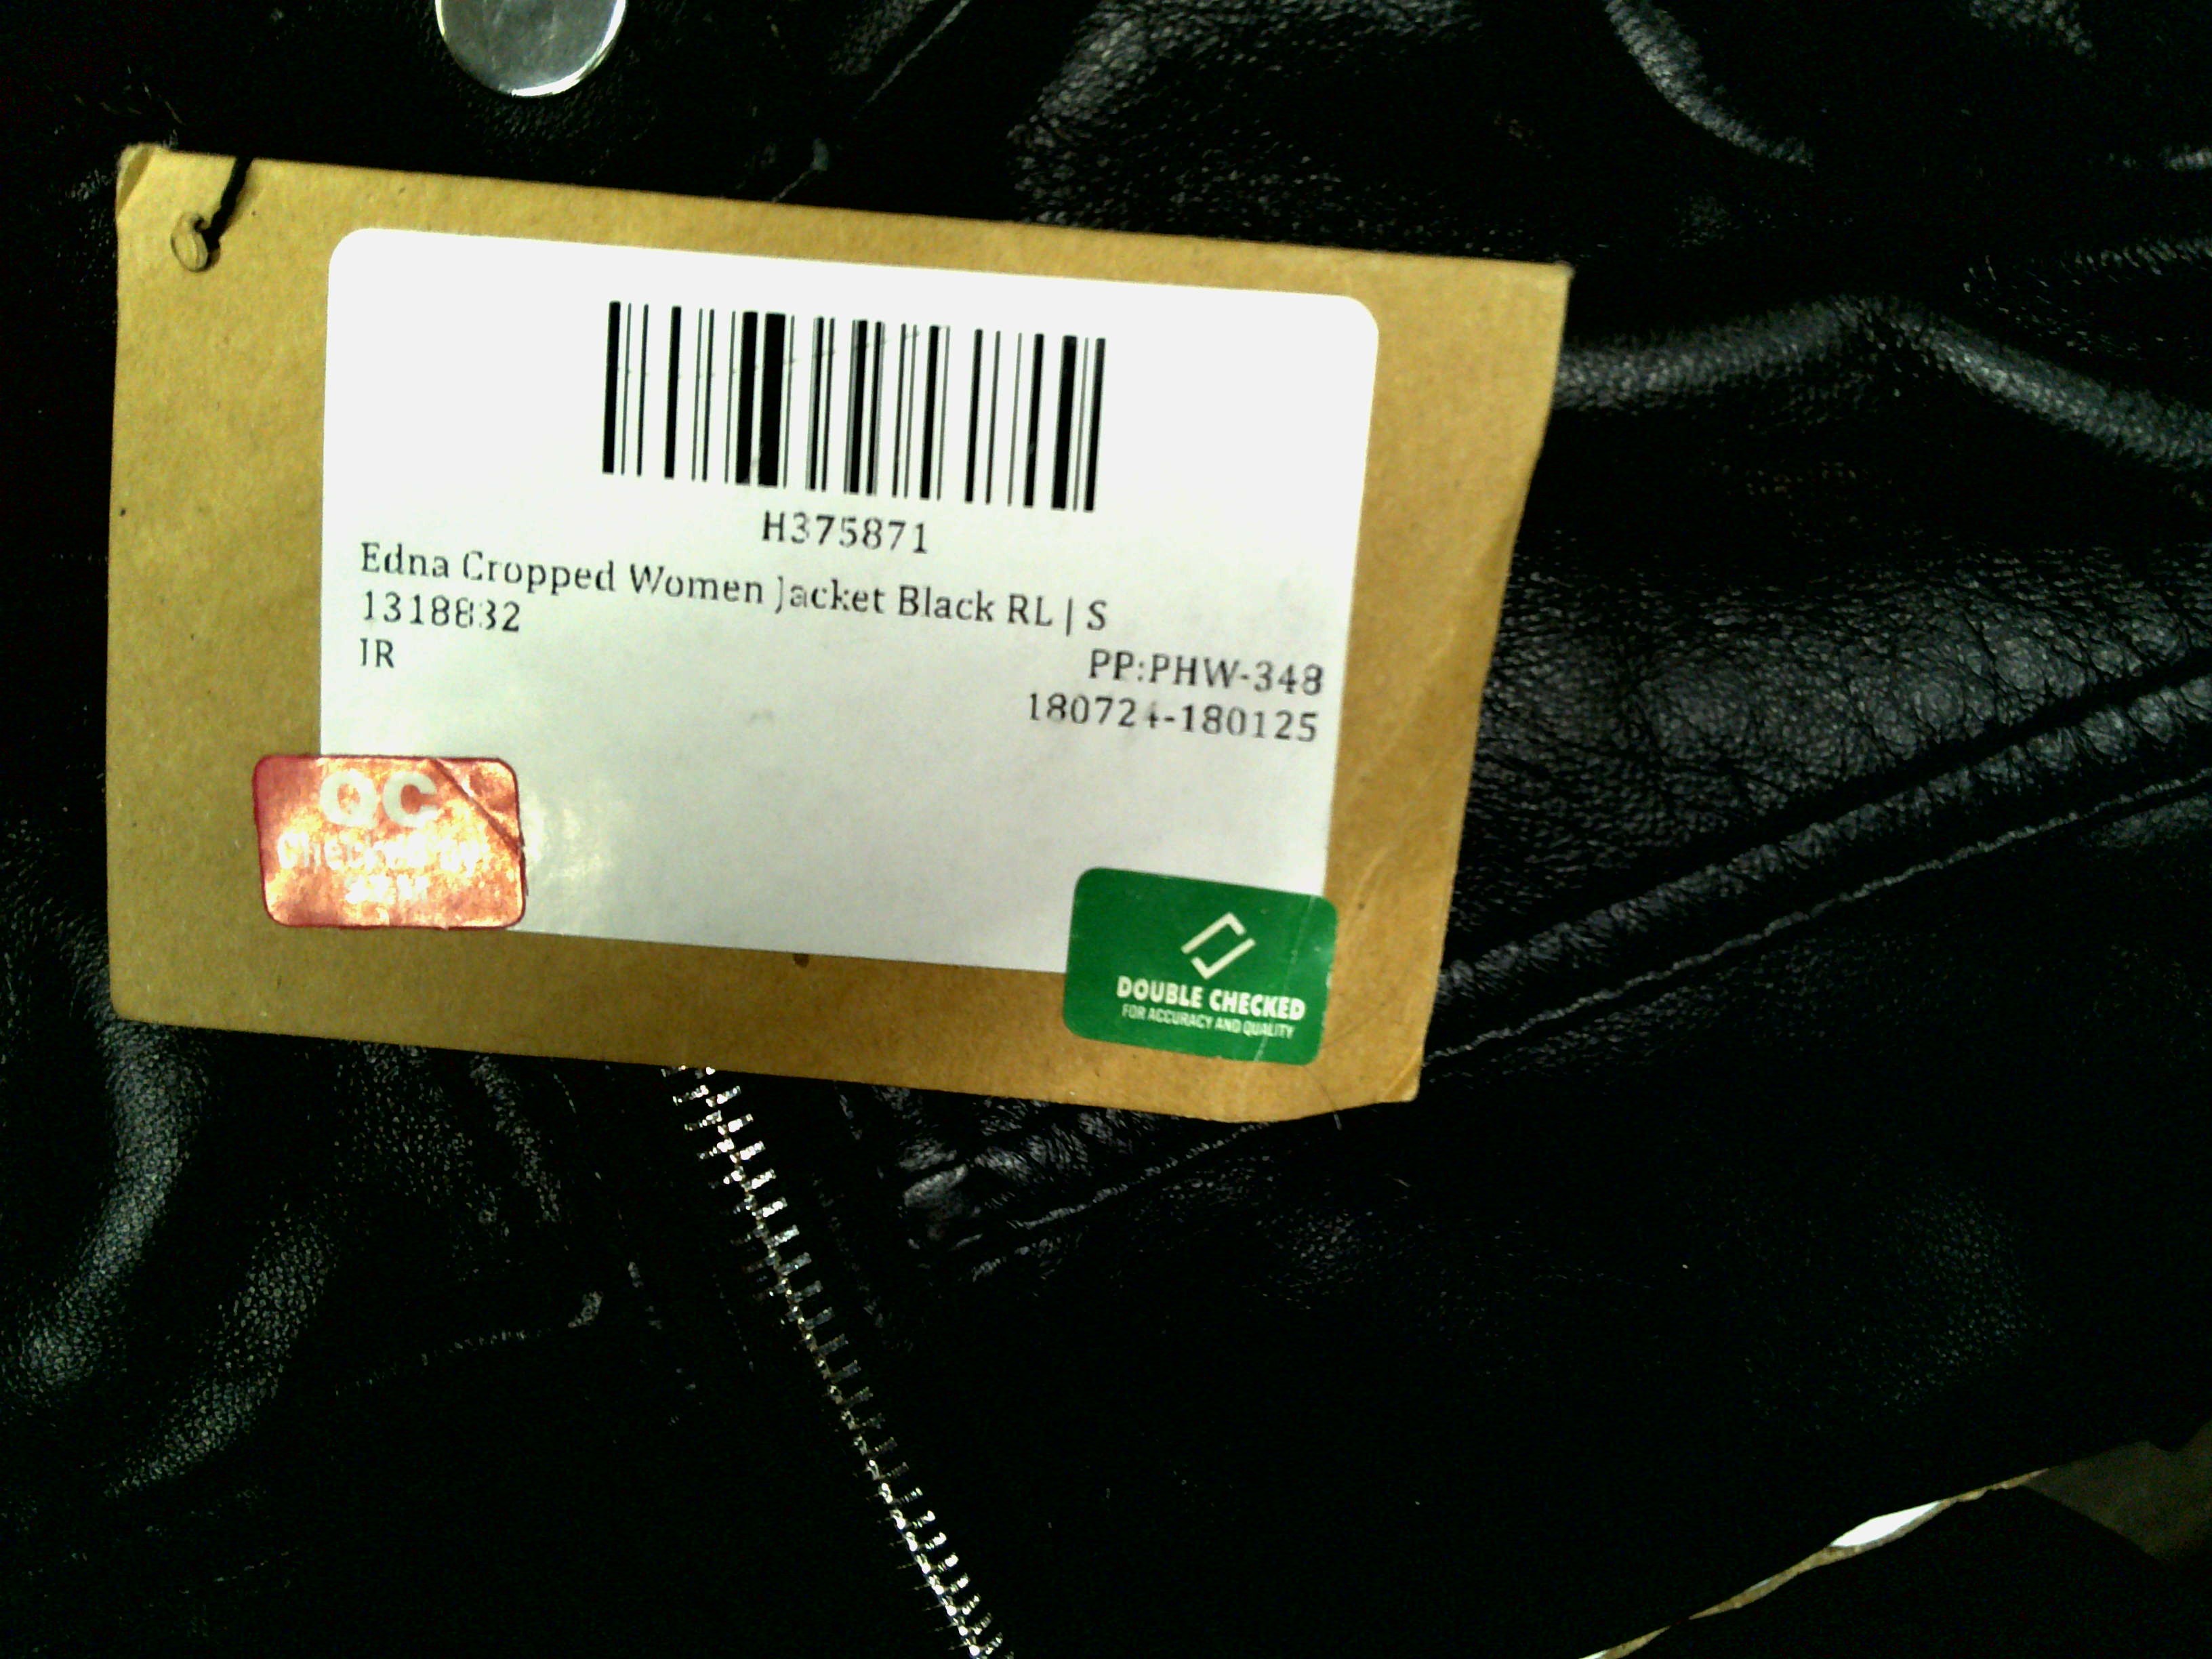 H375871
Edna Cropped Women Jacket Black RL | S
1318832
JR
PP:PHW-348
180724-180125
QC
DOUBLE CHECKED
FOR ACCURACY AND QUALITY